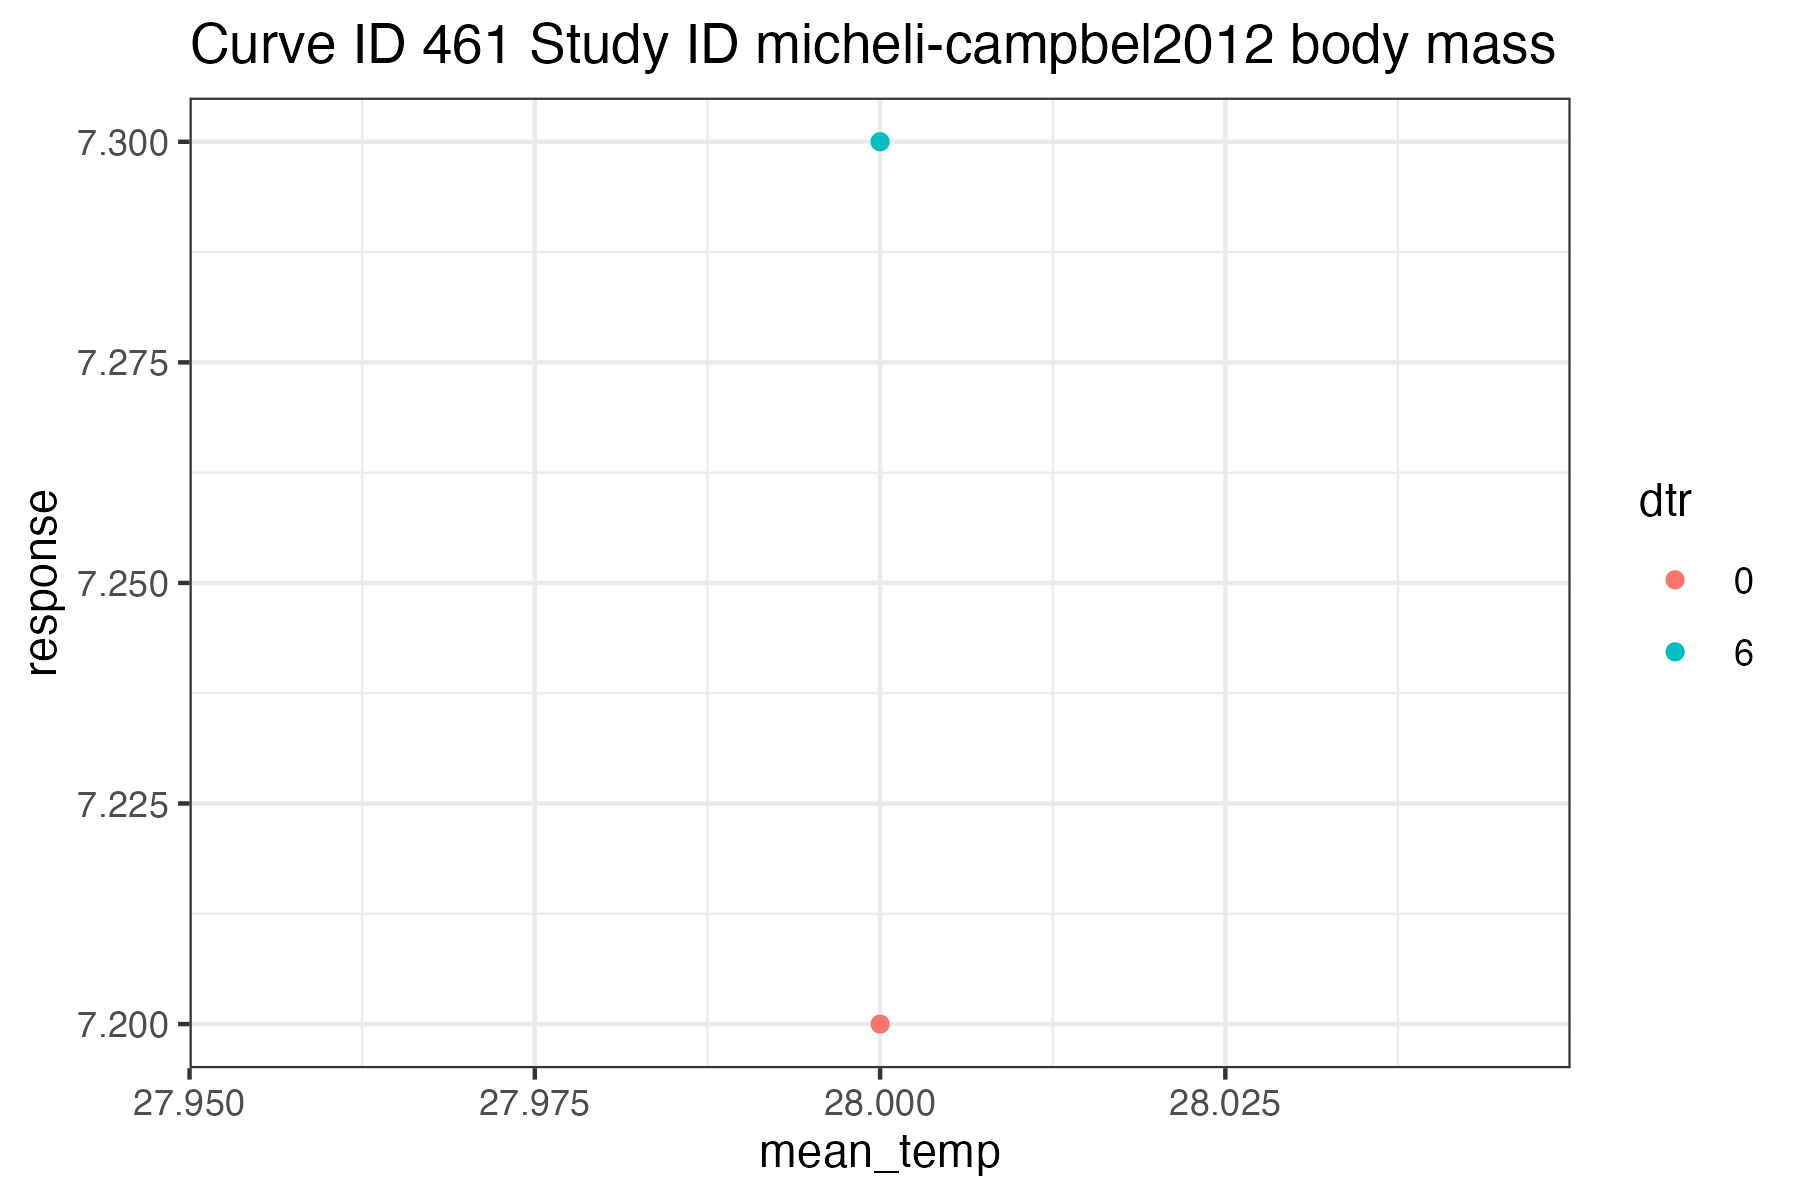 Curve ID 461 Study ID micheli-campbel2012 body mass
7.300
7.275
7.250
7.225
7.200
response
27.950 27.975 28.000 28.025
mean_temp
dtr
0
6